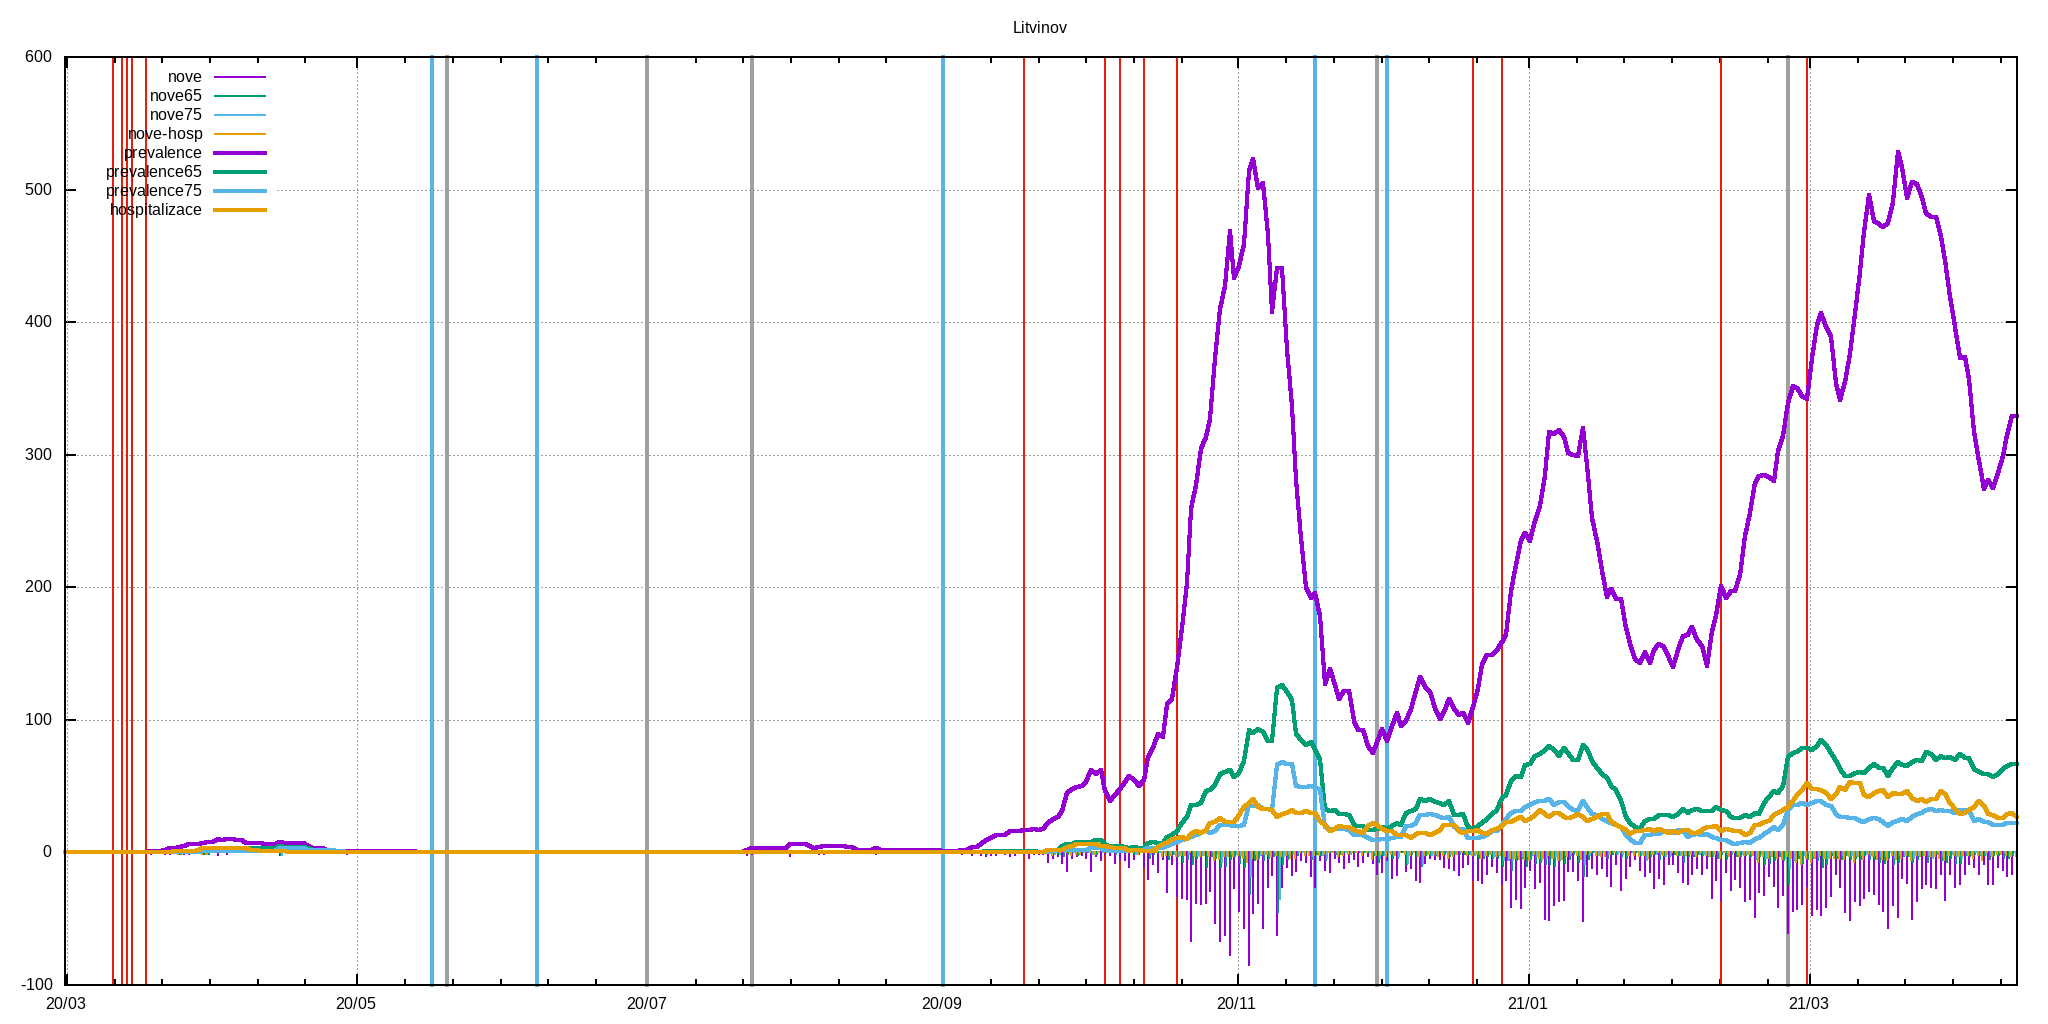 Litvinov
600
500
400
300
200
100
0
-100
nove
nove65
nove75
nove-hosp
prevalence
prevalence65
prevalence75
hospitalizace
20/03 20/05 20/07 20/09 20/11 21/01 21/03